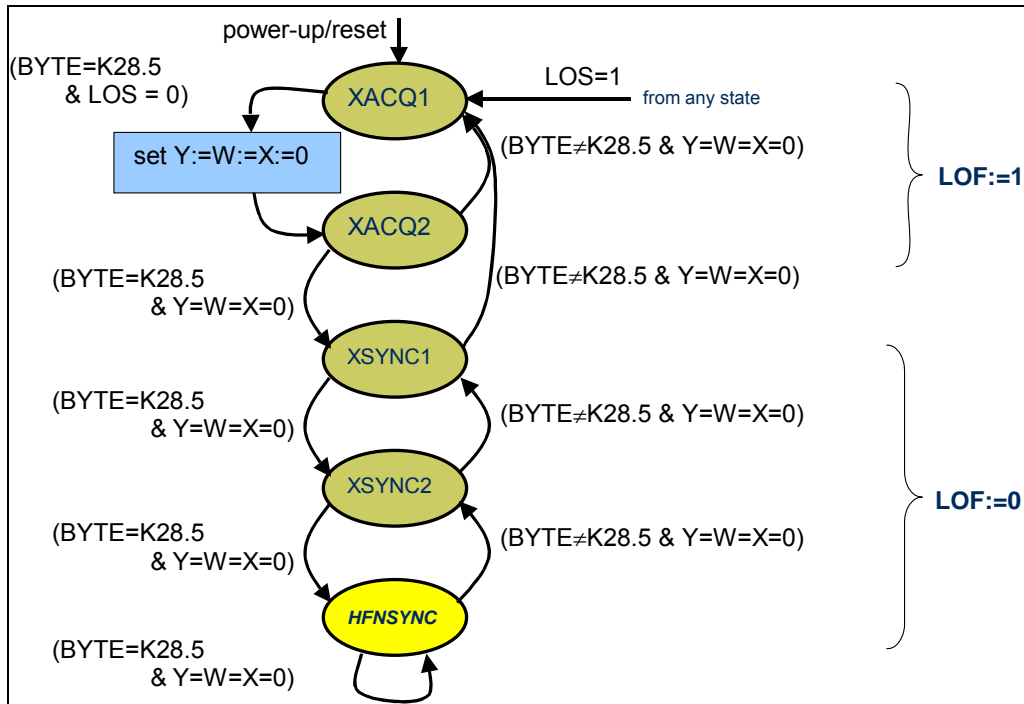 power-up/reset
(BYTE=K28.5
& LOS = 0)
XACQ1
LOS=1
from any state
set Y:=W:=X:=0
(BYTE≠K28.5 & Y=W=X=0)
LOF:=1
XACQ2
(BYTE=K28.5
& Y=W=X=0)
(BYTE≠K28.5 & Y=W=X=0)
XSYNC1
(BYTE=K28.5
& Y=W=X=0)
(BYTE≠K28.5 & Y=W=X=0)
XSYNC2
LOF:=0
(BYTE=K28.5
& Y=W=X=0)
(BYTE≠K28.5 & Y=W=X=0)
HFNSYNC
(BYTE=K28.5
& Y=W=X=0)